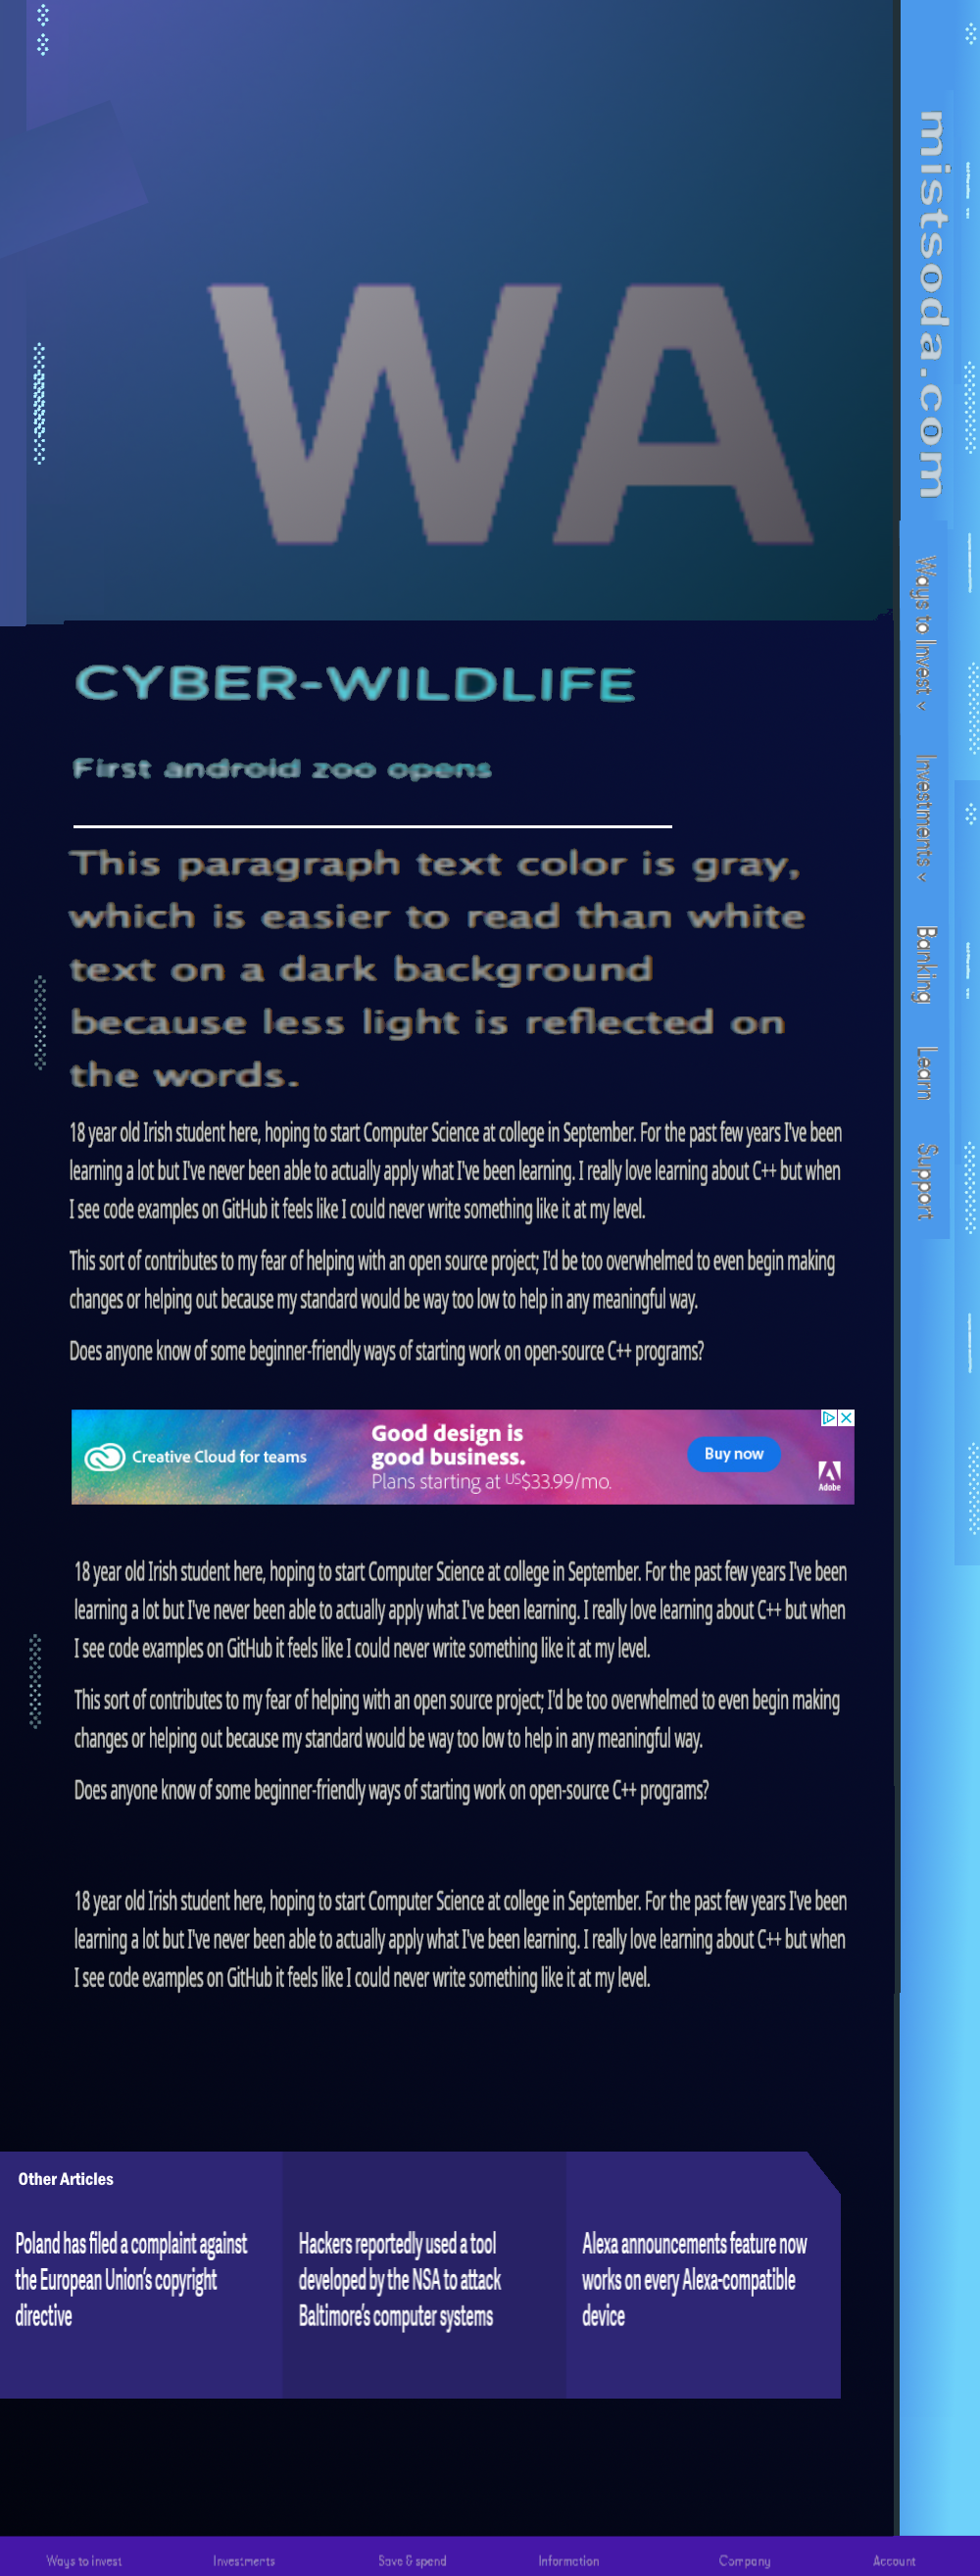 WA
mistsoda.com
Ways to Invest <
Investments <
Banking
Learn
Support
CYBER-WILDLIFE
First android zoo opens
This paragraph text color is gray,
which is easier to read than white
text on a dark background
because less light is reflected on
the words.
18 year old Irish student here, hoping to start Computer Science at college in September. For the past few years I've been
learning a lot but I've never been able to actually apply what I've been learning. I really love learning about C++ but when
I see code examples on GitHub it feels like I could never write something like it at my level.
This sort of contributes to my fear of helping with an open source project; I'd be too overwhelmed to even begin making
changes or helping out because my standard would be way too low to help in any meaningful way.
Does anyone know of some beginner-friendly ways of starting work on open-source C++ programs?
Creative Cloud for teams
Good design is
good business.
Plans starting at US$33.99/mo.
Buy now
Adobe
18 year old Irish student here, hoping to start Computer Science at college in September. For the past few years I've been
learning a lot but I've never been able to actually apply what I've been learning. I really love learning about C++ but when
I see code examples on GitHub it feels like I could never write something like it at my level.
This sort of contributes to my fear of helping with an open source project; I'd be too overwhelmed to even begin making
changes or helping out because my standard would be way too low to help in any meaningful way.
Does anyone know of some beginner-friendly ways of starting work on open-source C++ programs?
18 year old Irish student here, hoping to start Computer Science at college in September. For the past few years I've been
learning a lot but I've never been able to actually apply what I've been learning. I really love learning about C++ but when
I see code examples on GitHub it feels like I could never write something like it at my level.
Other Articles
Poland has filed a complaint against
the European Union's copyright
directive
Hackers reportedly used a tool
developed by the NSA to attack
Baltimore's computer systems
Alexa announcements feature now
works on every Alexa-compatible
device
Ways to invest
Investments
Save & spend
Information
Company
Account